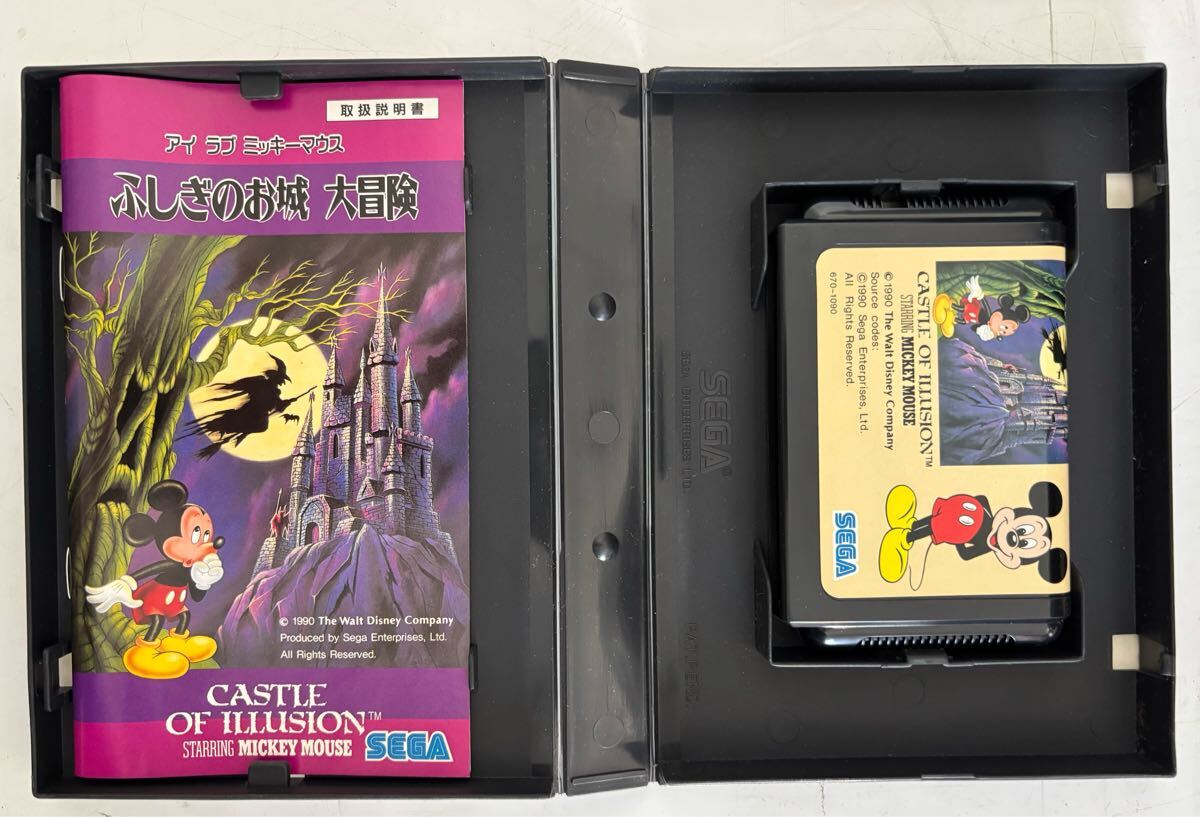 取扱説明書
アイ ラブ ミッキーマウス
ふしぎのお城 大冒険
© 1990 The Walt Disney Company
Produced by Sega Enterprises, Ltd.
All Rights Reserved.
CASTLE
OF ILLUSION™
STARRING MICKEY MOUSE
SEGA
SEGA
SEGA ENTERPRISES LTD.
CASTLE OF ILLUSION™
STARRING MICKEY MOUSE
© 1990 The Walt Disney Company
Source codes:
©1990 Sega Enterprises, Ltd.
All Rights Reserved.
670-1090
SEGA